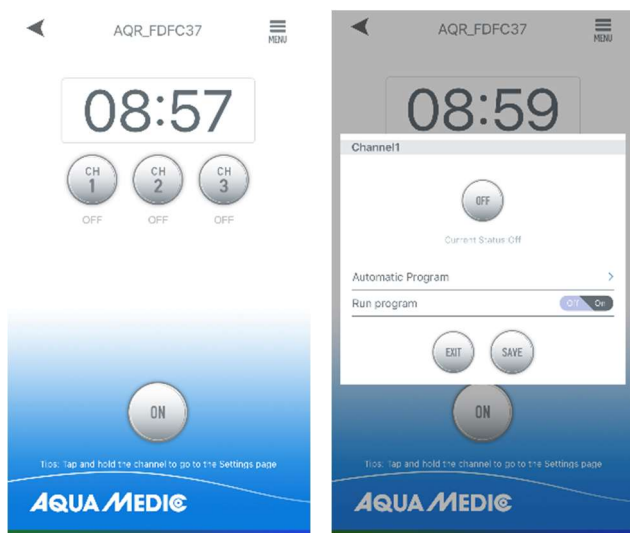 AQR_FDFC37
MENU
08:57
CH 1
CH 2
CH 3
OFF
OFF
OFF
ON
Tips: Tap and hold the channel to go to the Settings page
AQUA MEDIC
AQR_FDFC37
MENU
08:59
Channel1
OFF
Current Status:Off
Automatic Program
Run program
Off On
EXIT
SAVE
ON
Tips: Tap and hold the channel to go to the Settings page
AQUA MEDIC